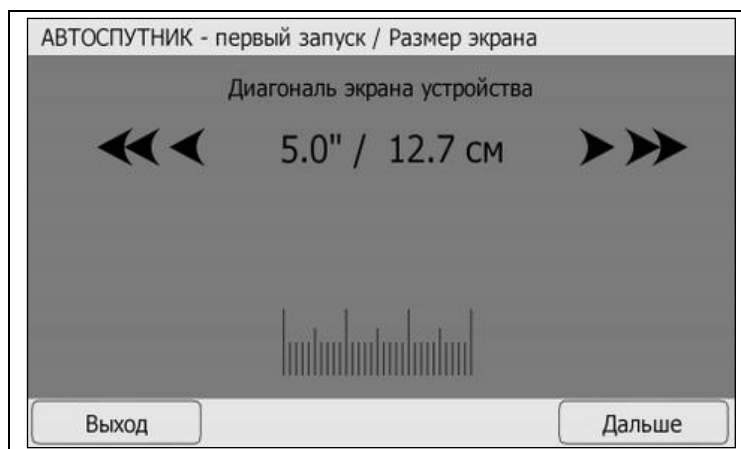 АВТОСПУТНИК - первый запуск / Размер экрана
Диагональ экрана устройства
5.0" / 12.7 см
Выход
Дальше